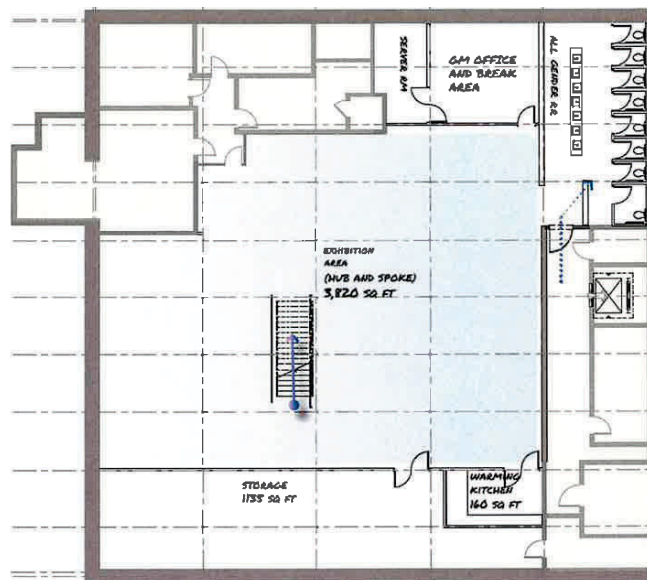 SERVER RM
GM OFFICE
AND BREAK
AREA
ALL GENDER RR
EXHIBITION
AREA
(HUB AND SPOKE)
3,820 SQ FT
STORAGE
1135 SQ FT
WARMING
KITCHEN
160 SQ FT